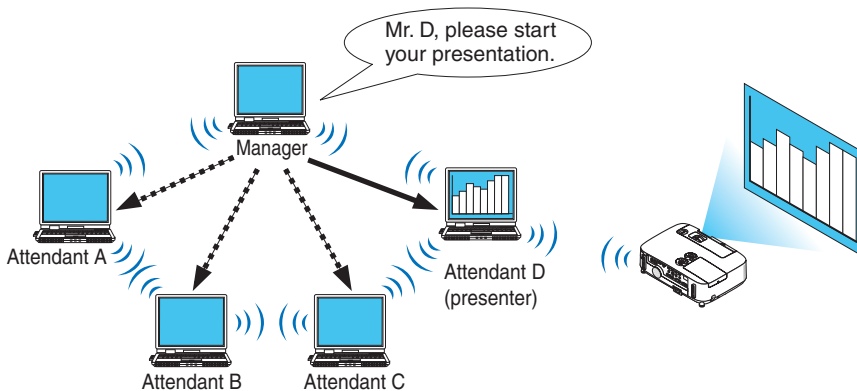 Mr. D, please start
your presentation.
Manager
Attendant A
Attendant D
(presenter)
Attendant B
Attendant C